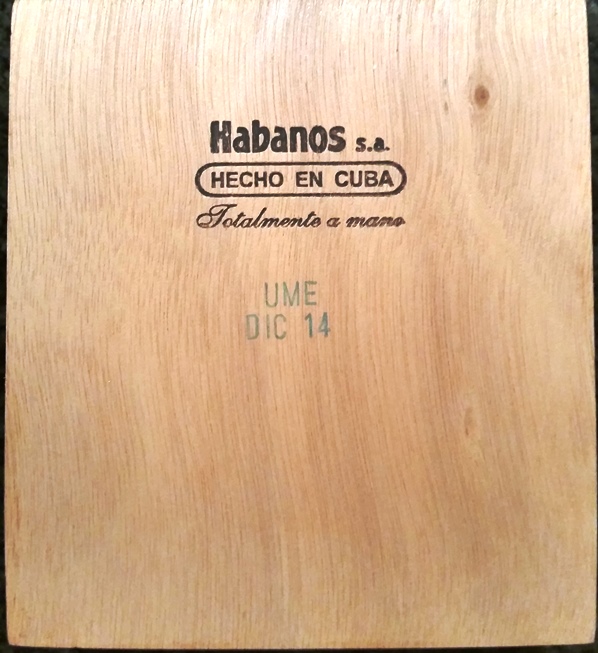 Habanos s.a.
HECHO EN CUBA
Totalmente a mano
UME
DIC 14